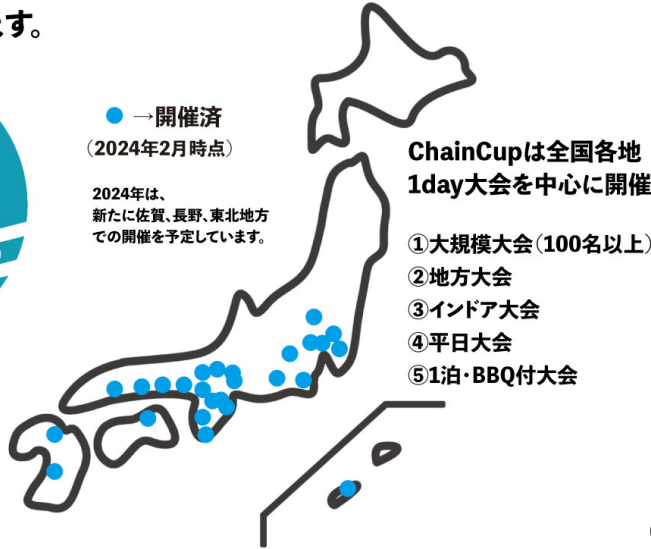 す。
→開催済
（2024年2月時点）
2024年は、
新たに佐賀、長野、東北地方
での開催を予定しています。
ChainCupは全国各地
1day大会を中心に開催
①大規模大会（100名以上）
②地方大会
③インドア大会
④平日大会
⑤1泊・BBQ付大会